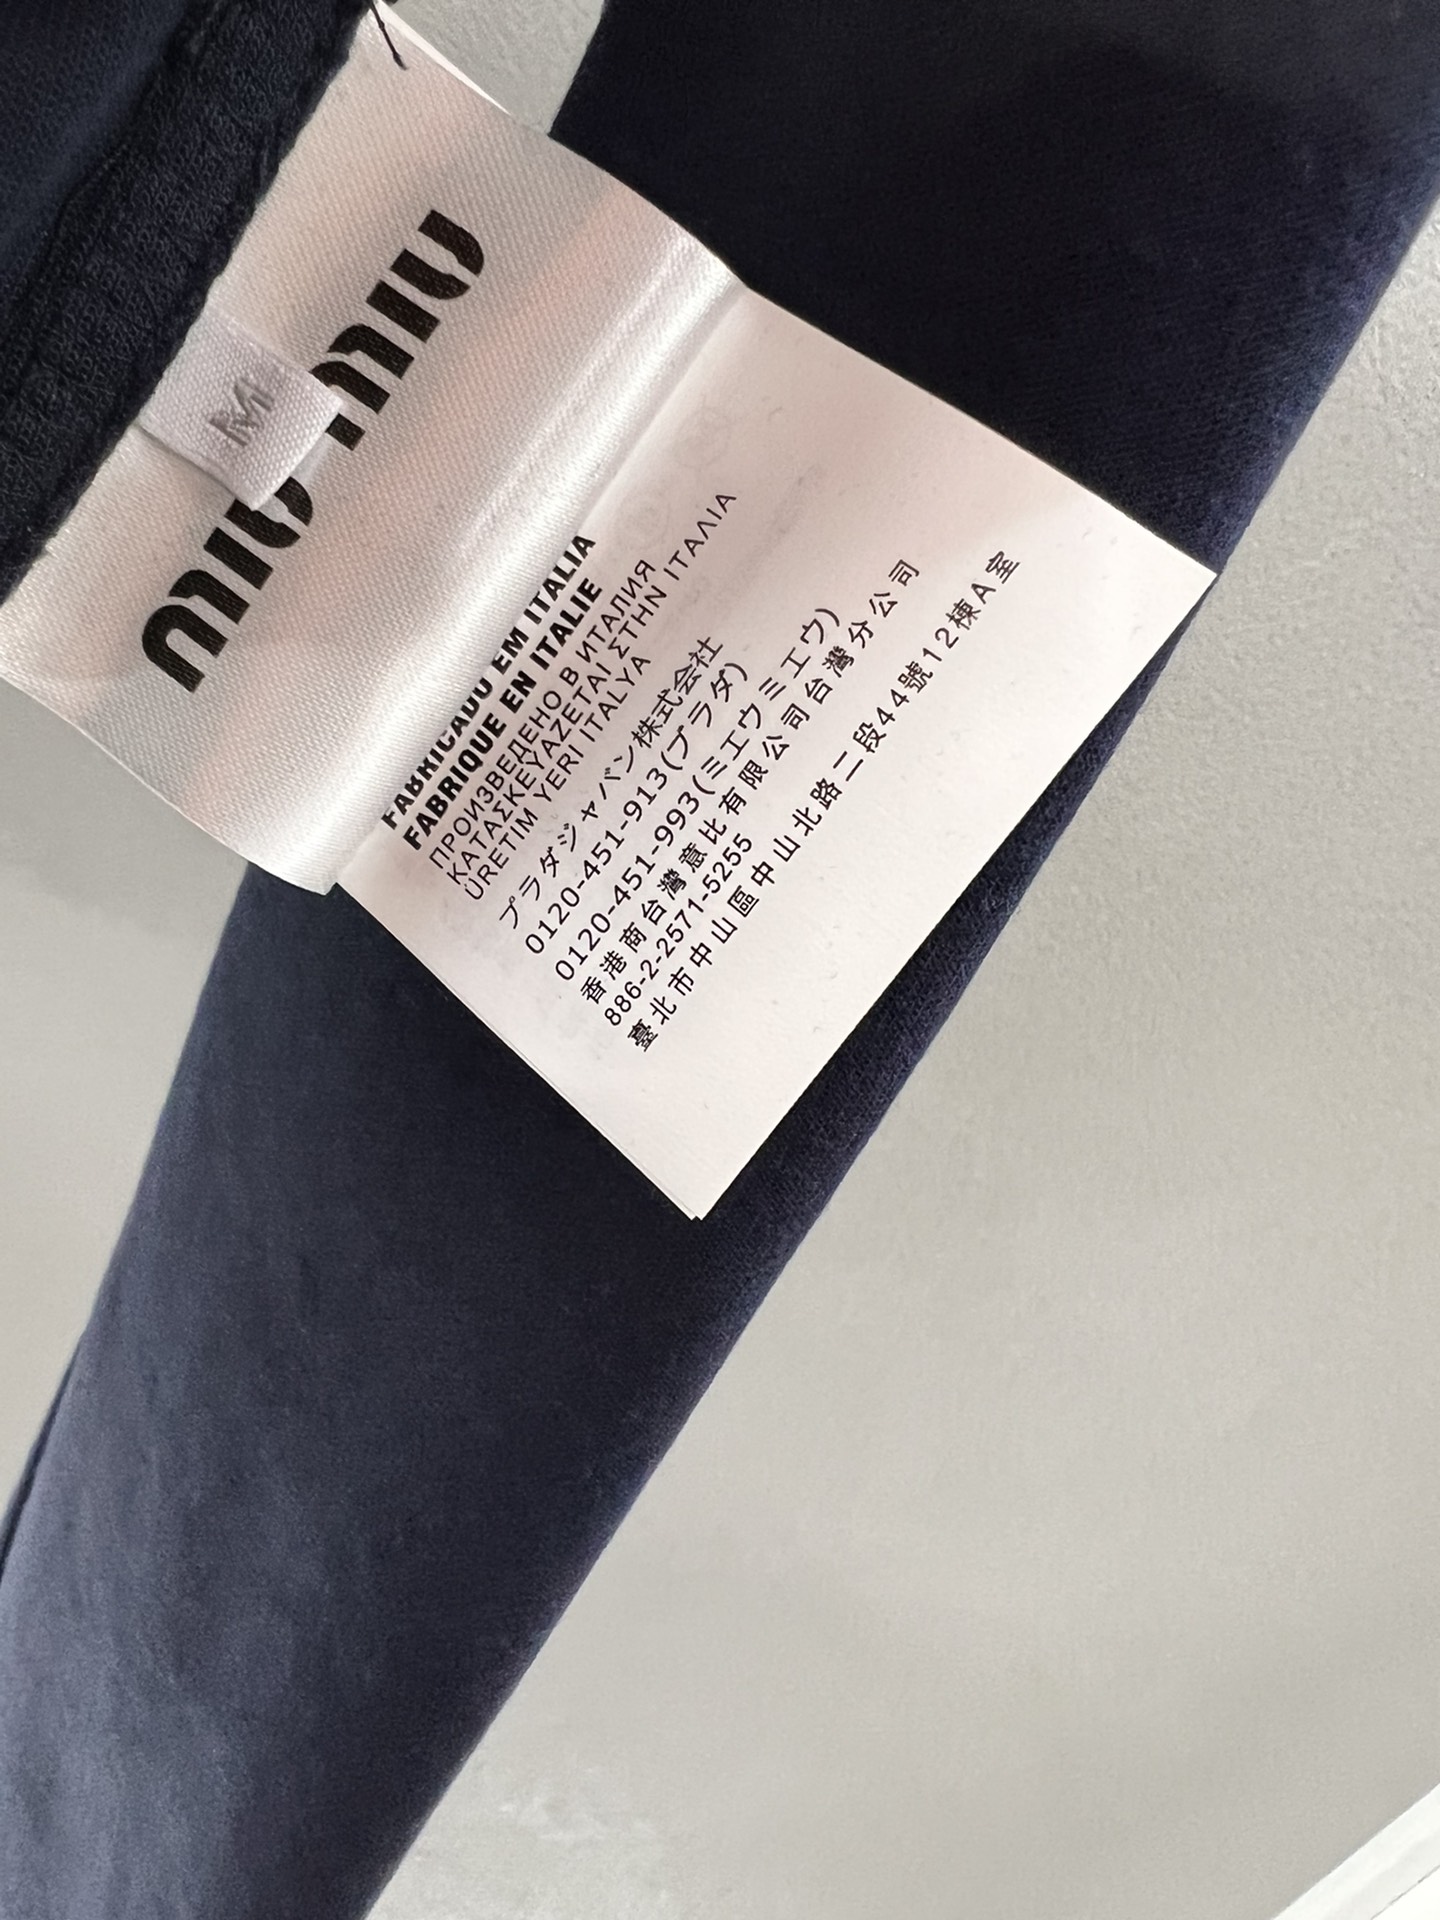 miu miu
M
FABRICADO EM ITALIA
FABRIQUE EN ITALIE
ПРОИЗВЕДЕНО В ИТАЛИЯ
ΚΑΤΑΣΚΕΥΑΖΕΤΑΙ ΣΤΗΝ ΙΤΑΛΙΑ
ÜRETIM YERI ITALYA
プラダジャパン株式会社
0120-451-913(プラダ)
0120-451-993(ミエウミエウ)
香港商台灣意比有限公司台灣分公司
886-2-2571-5255
臺北市中山區中山北路二段44號12樓A室